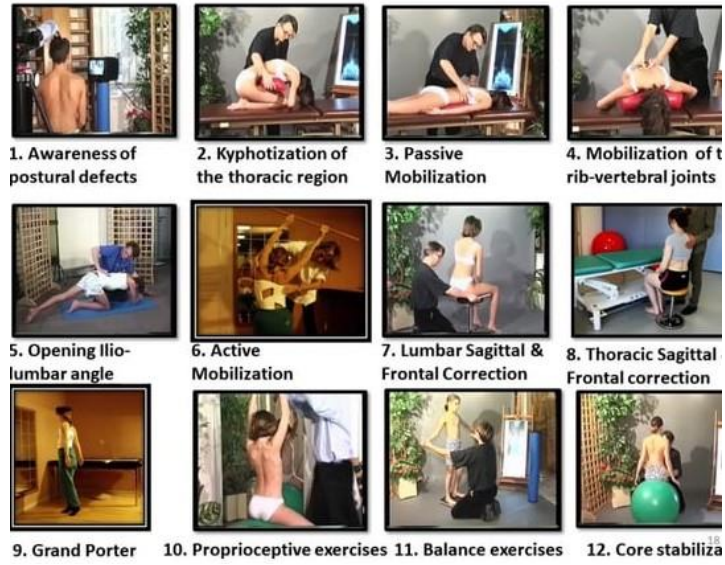 1. Awareness of
postural defects
2. Kyphotization of
the thoracic region
3. Passive
Mobilization
4. Mobilization of t
rib-vertebral joints
5. Opening Ilio-
lumbar angle
6. Active
Mobilization
7. Lumbar Sagittal &
Frontal Correction
8. Thoracic Sagittal
Frontal correction
9. Grand Porter
10. Proprioceptive exercises
11. Balance exercises
12. Core stabiliza
18